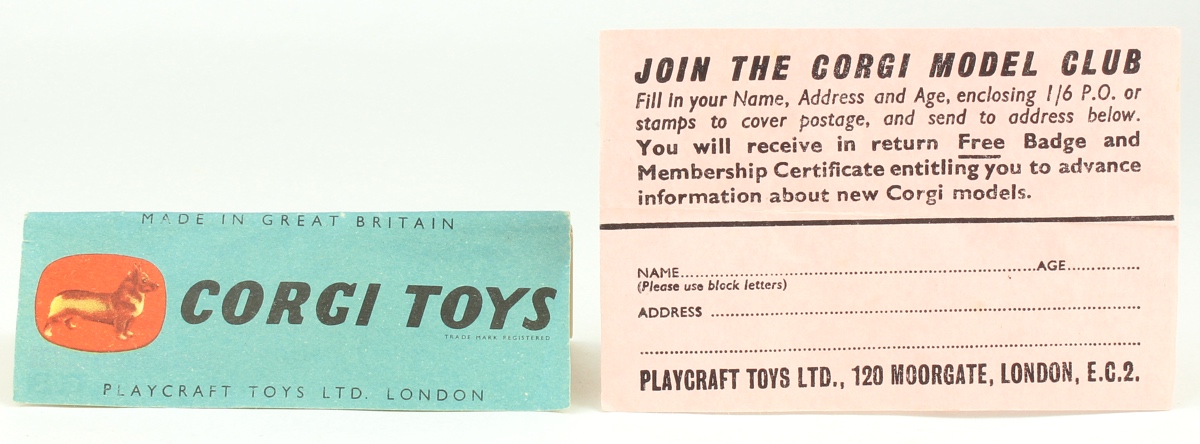 MADE IN GREAT BRITAIN
CORGI TOYS
TRADE MARK REGISTERED
PLAYCRAFT TOYS LTD. LONDON
JOIN THE CORGI MODEL CLUB
Fill in your Name, Address and Age, enclosing 1/6 P.O. or
stamps to cover postage, and send to address below.
You will receive in return Free Badge and
Membership Certificate entitling you to advance
information about new Corgi models.
NAME AGE
(Please use block letters)
ADDRESS
PLAYCRAFT TOYS LTD., 120 MOORGATE, LONDON, E.C.2.